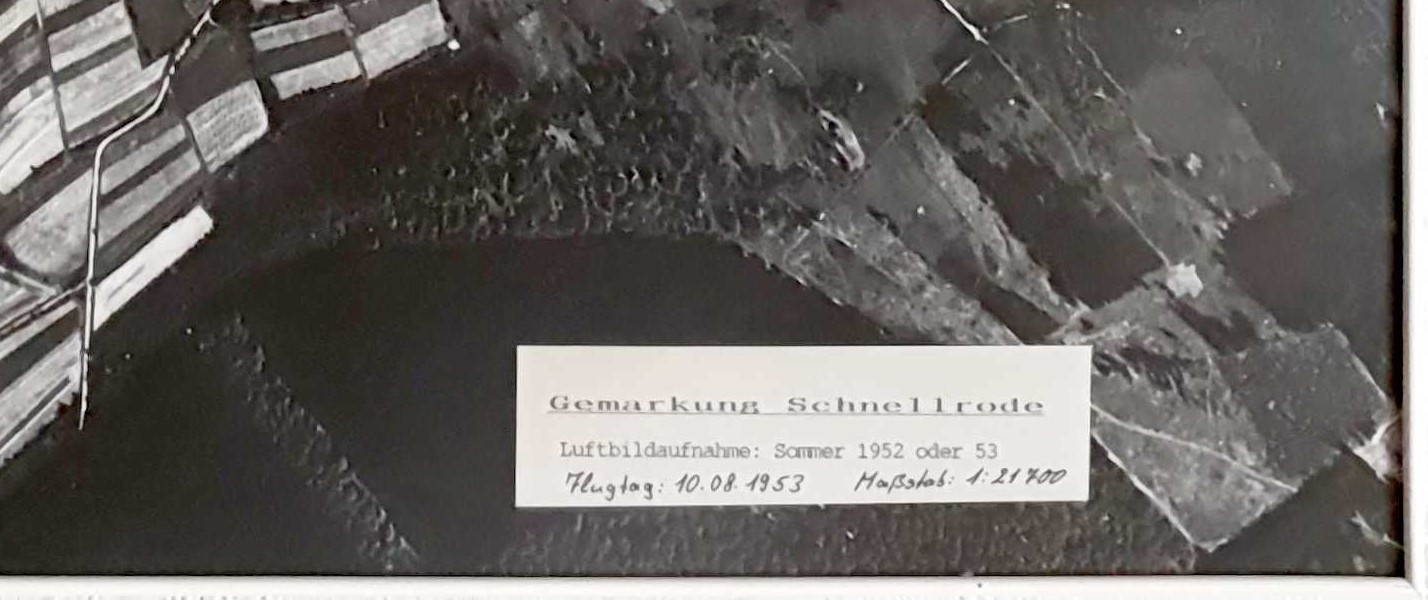 Gemarkung Schnellrode
Luftbildaufnahme: Sommer 1952 oder 53
Flugtag: 10.08.1953 Maßstab: 1:21700